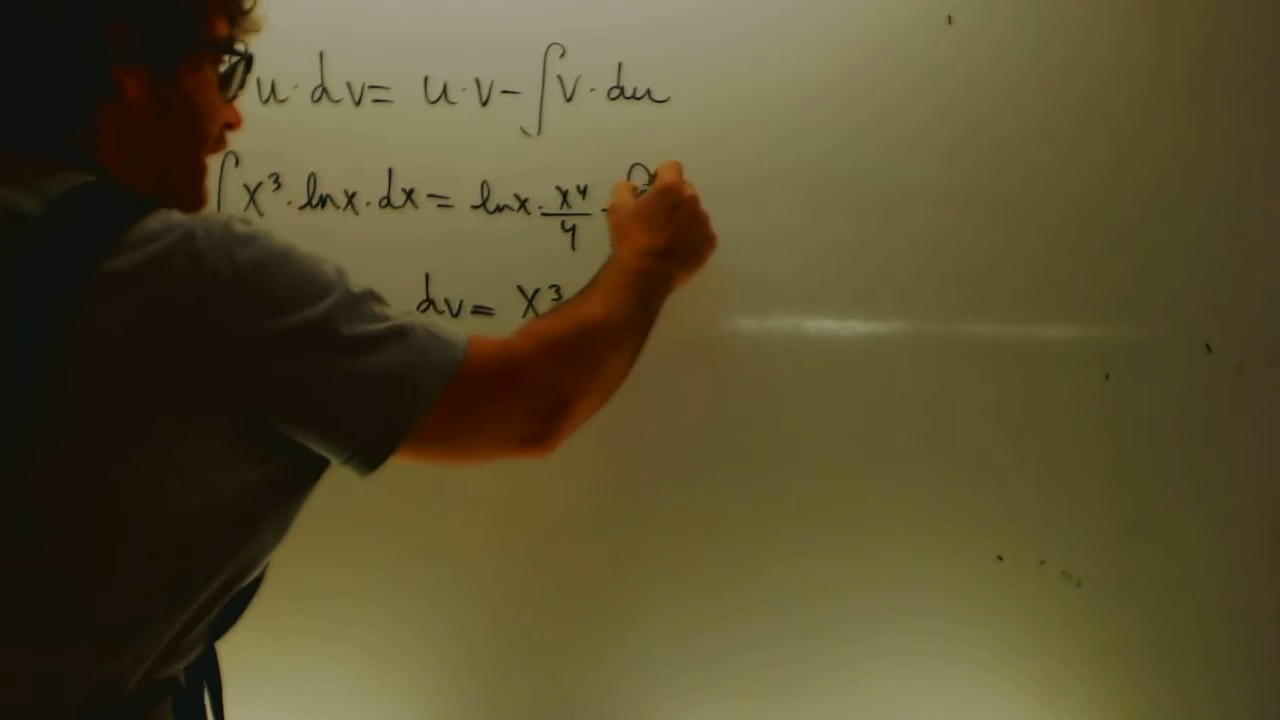 u·dv= u·v-∫v·du
∫x³·lnx·dx= lnx·x⁴/4 -
dv= x³